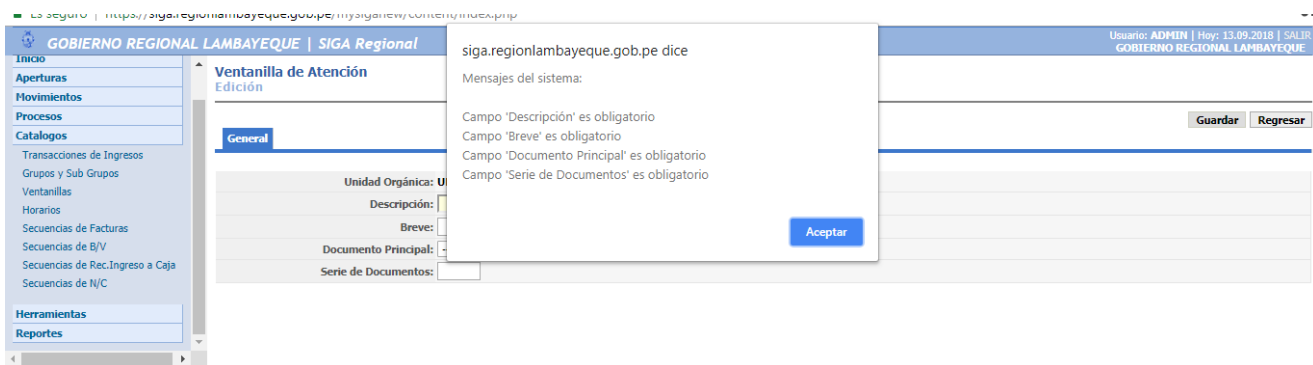 Es seguro | https://siga.regionlambayeque.gob.pe/mysiganew/content/index.php
GOBIERNO REGIONAL LAMBAYEQUE | SIGA Regional
Usuario: ADMIN | Hoy: 13.09.2018 | SALIR
GOBIERNO REGIONAL LAMBAYEQUE
Inicio
Aperturas
Movimientos
Procesos
Catalogos
Transacciones de Ingresos
Grupos y Sub Grupos
Ventanillas
Horarios
Secuencias de Facturas
Secuencias de B/V
Secuencias de Rec.Ingreso a Caja
Secuencias de N/C
Herramientas
Reportes
Ventanilla de Atención
Edición
Guardar Regresar
General
Unidad Orgánica:
Descripción:
Breve:
Documento Principal: -
Serie de Documentos:
siga.regionlambayeque.gob.pe dice
Mensajes del sistema:
Campo 'Descripción' es obligatorio
Campo 'Breve' es obligatorio
Campo 'Documento Principal' es obligatorio
Campo 'Serie de Documentos' es obligatorio
Aceptar